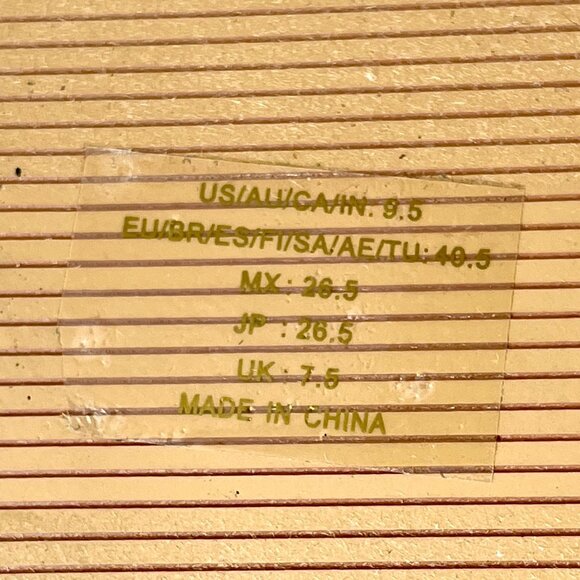 US/AU/CA/IN: 9.5
EU/BR/ES/FI/SA/AE/TU: 40.5
MX : 26.5
JP : 26.5
UK : 7.5
MADE IN CHINA